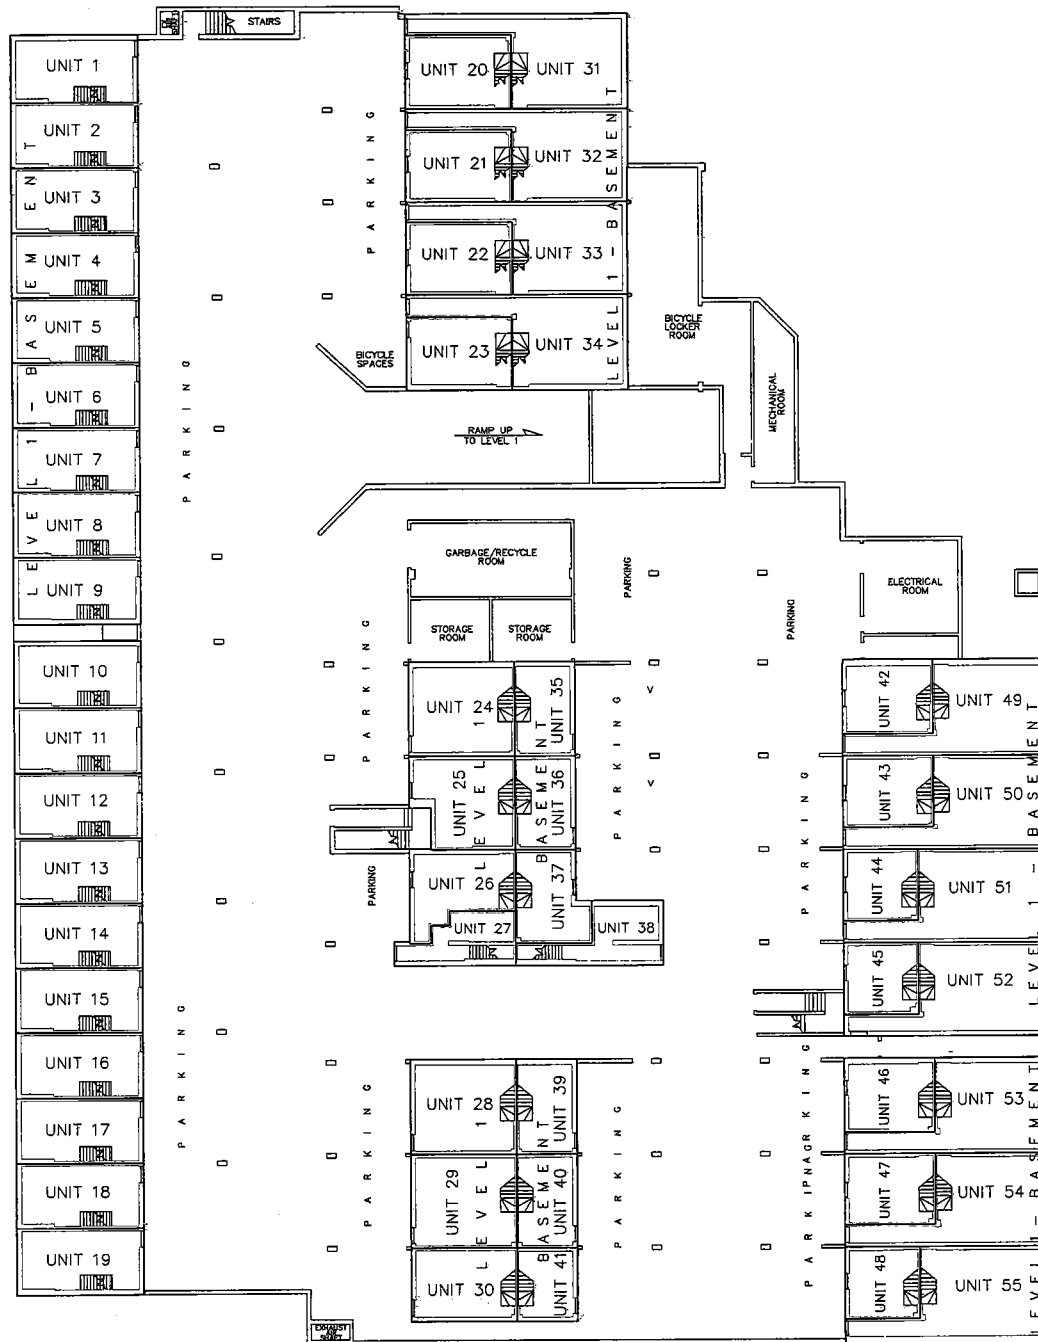 EX. AIR SHAFT
STAIRS
UNIT 1
UNIT 2
UNIT 3
UNIT 4
UNIT 5
UNIT 6
UNIT 7
UNIT 8
UNIT 9
LEVEL 1 - BASEMENT
UNIT 10
UNIT 11
UNIT 12
UNIT 13
UNIT 14
UNIT 15
UNIT 16
UNIT 17
UNIT 18
UNIT 19
PARKING
PARKING
PARKING
UNIT 20
UNIT 31
UNIT 21
UNIT 32
UNIT 22
UNIT 33
UNIT 23
UNIT 34
LEVEL 1 - BASEMENT
BICYCLE
SPACES
BICYCLE
LOCKER
ROOM
MECHANICAL
ROOM
RAMP UP
TO LEVEL 1
GARBAGE/RECYCLE
ROOM
STORAGE
ROOM
STORAGE
ROOM
PARKING
PARKING
ELECTRICAL
ROOM
PARKING
UNIT 24
UNIT 35
UNIT 25
UNIT 36
UNIT 26
UNIT 37
UNIT 27
UNIT 38
LEVEL 1
BASEMENT
PARKING
PARKING
V
V
PARKING
UNIT 42
UNIT 49
UNIT 43
UNIT 50
UNIT 44
UNIT 51
UNIT 45
UNIT 52
LEVEL 1 - BASEMENT
UNIT 28
UNIT 39
UNIT 29
UNIT 40
UNIT 30
UNIT 41
LEVEL 1
BASEMENT
PARKING
PARKING
UNIT 46
UNIT 53
UNIT 47
UNIT 54
UNIT 48
UNIT 55
LEVEL 1 - BASEMENT
EXHAUST
AIR
SHAFT